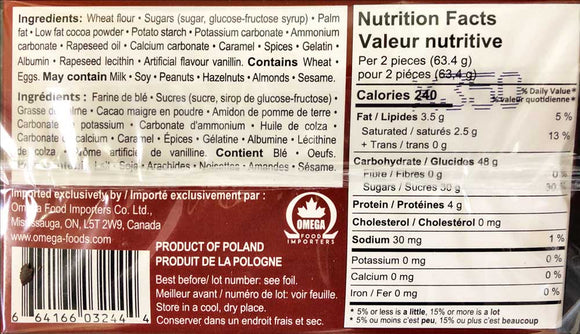 Ingredients: Wheat flour • Sugars (sugar, glucose-fructose syrup) • Palm
fat • Low fat cocoa powder • Potato starch • Potassium carbonate • Ammonium
carbonate • Rapeseed oil • Calcium carbonate • Caramel • Spices • Gelatin •
Albumin • Rapeseed lecithin • Artificial flavour vanillin. Contains Wheat •
Eggs. May contain Milk • Soy • Peanuts • Hazelnuts • Almonds • Sesame.
Ingrédients : Farine de blé • Sucres (sucre, sirop de glucose-fructose) •
Grasse de • Cacao maigre en poudre • Amidon de pomme de terre •
Carbonate potassium • Carbonate d'ammonium • Huile de colza •
Carbonate de calcium • Caramel • Épices • Gélatine • Albumine • Lécithine
de colza • Arôme artificiel de vanilline. Contient Blé • Oeufs.
Lait • Soja • Arachides • Noisettes • Amandes • Sésame.
Imported exclusively by / Importé exclusivement par :
Omega Food Importers Co. Ltd.,
Mississauga, ON, L5T 2W9, Canada
www.omega-foods.com
OMEGA
FOOD
IMPORTERS
6 64166 03244 4
PRODUCT OF POLAND
PRODUIT DE LA POLOGNE
Best before/ lot number: see foil.
Meilleur avant / numéro de lot: voir feuille.
Store in a cool, dry place.
Conserver dans un endroit frais et sec.
Nutrition Facts
Valeur nutritive
Per 2 pieces (63.4 g)
pour 2 pièces (63.4 g)
Calories 240
% Daily Value *
% valeur quotidienne *
Fat / Lipides 3.5 g 5 %
Saturated / saturés 2.5 g
+ Trans / trans 0 g 13 %
Carbohydrate / Glucides 48 g
Fibre / Fibres 0 g 0 %
Sugars / Sucres 30 g 30 %
Protein / Protéines 4 g
Cholesterol / Cholestérol 0 mg
Sodium 30 mg 1 %
Potassium 0 mg 0 %
Calcium 0 mg 0 %
Iron / Fer 0 mg 0 %
* 5% or less is a little, 15% or more is a lot
* 5% ou moins c'est peu, 15% ou plus c'est beaucoup